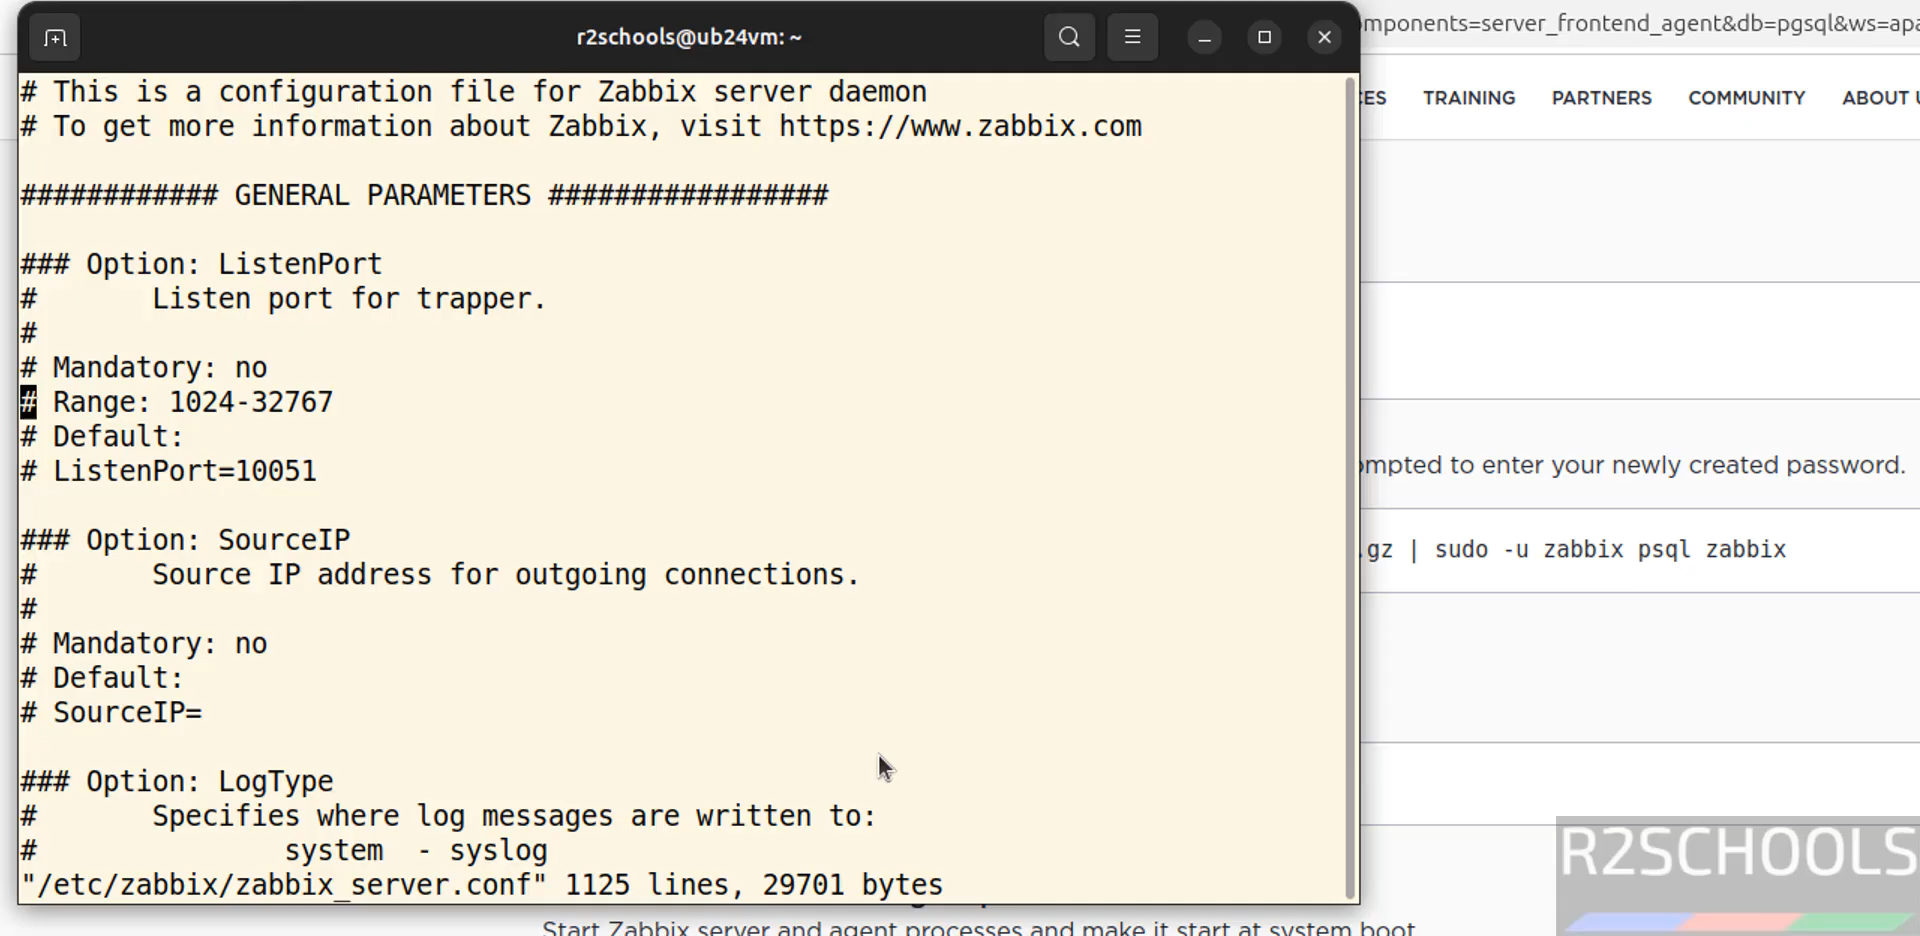 r2schools@ub24vm: ~
mponents=server_frontend_agent&db=pgsql&ws=apa
CES TRAINING PARTNERS COMMUNITY ABOUT U
# This is a configuration file for Zabbix server daemon
# To get more information about Zabbix, visit https://www.zabbix.com
############ GENERAL PARAMETERS #################
### Option: ListenPort
#       Listen port for trapper.
#
# Mandatory: no
# Range: 1024-32767
# Default:
# ListenPort=10051
### Option: SourceIP
#       Source IP address for outgoing connections.
#
# Mandatory: no
# Default:
# SourceIP=
### Option: LogType
#       Specifies where log messages are written to:
#               system  - syslog
"/etc/zabbix/zabbix_server.conf" 1125 lines, 29701 bytes
mpted to enter your newly created password.
.gz | sudo -u zabbix psql zabbix
R2SCHOOLS
Start Zabbix server and agent processes and make it start at system boot